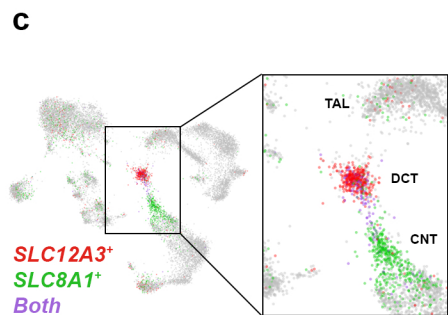 c
TAL
DCT
CNT
SLC12A3⁺
SLC8A1⁺
Both